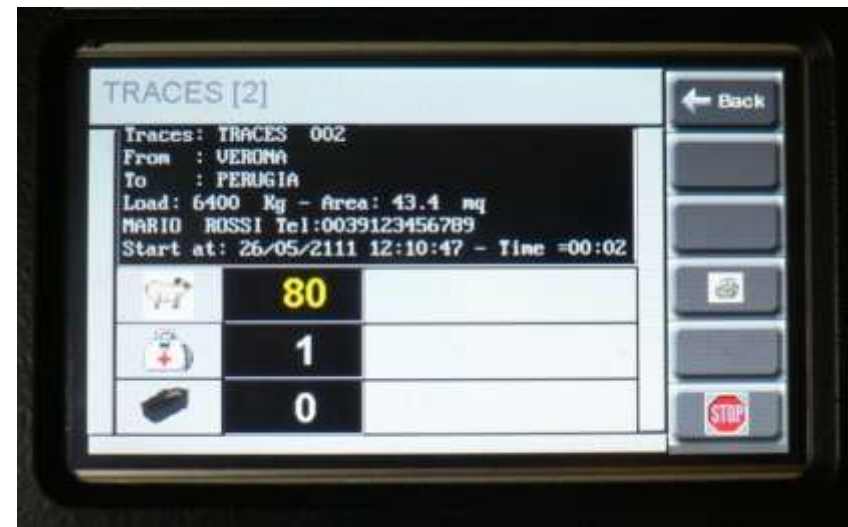 TRACES [2]
Back
Traces: TRACES 002
From : VERONA
To : PERUGIA
Load: 6400 Kg - Area: 43.4 mq
MARIO ROSSI Tel:0039123456789
Start at: 26/05/2111 12:10:47 - Time =00:02
80
1
0
STOP